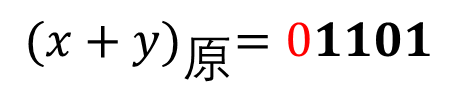 (x + y)原= 01101